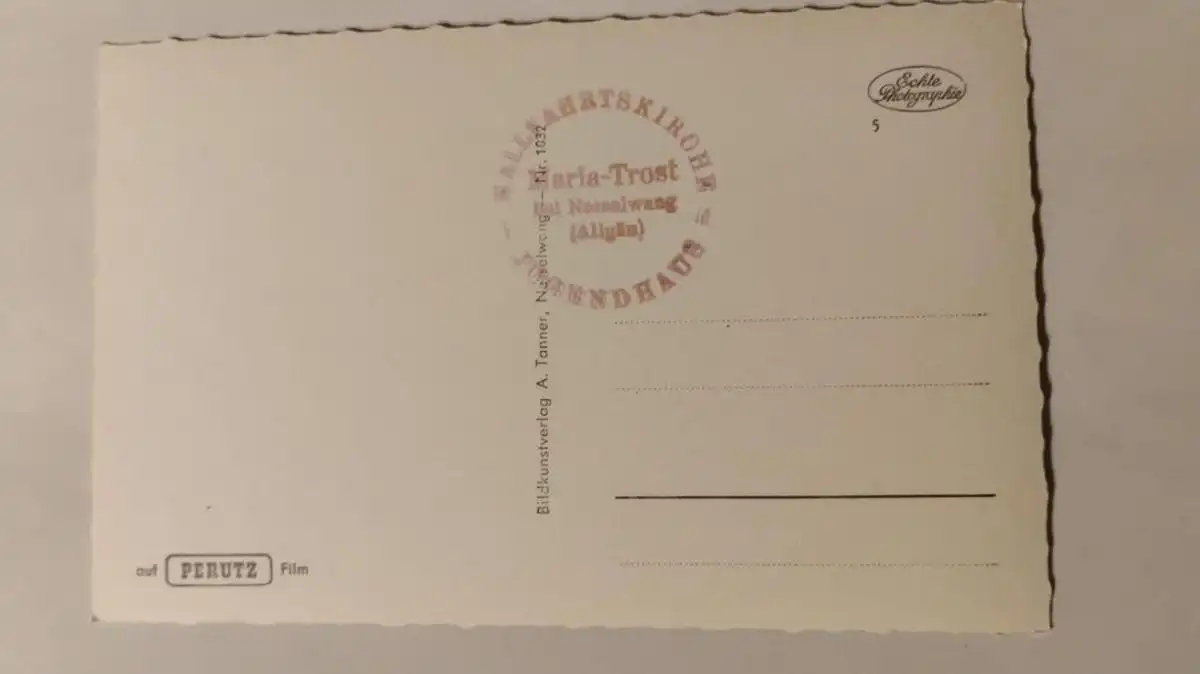 Echte
Photographie
5
WALLFAHRTSKIRCHE
Maria-Trost
bei Nesselwang
(Allgäu)
JUGENDHAUS
Bildkunstverlag A. Tanner, Nesselwang – Nr. 1032
auf PERUTZ Film